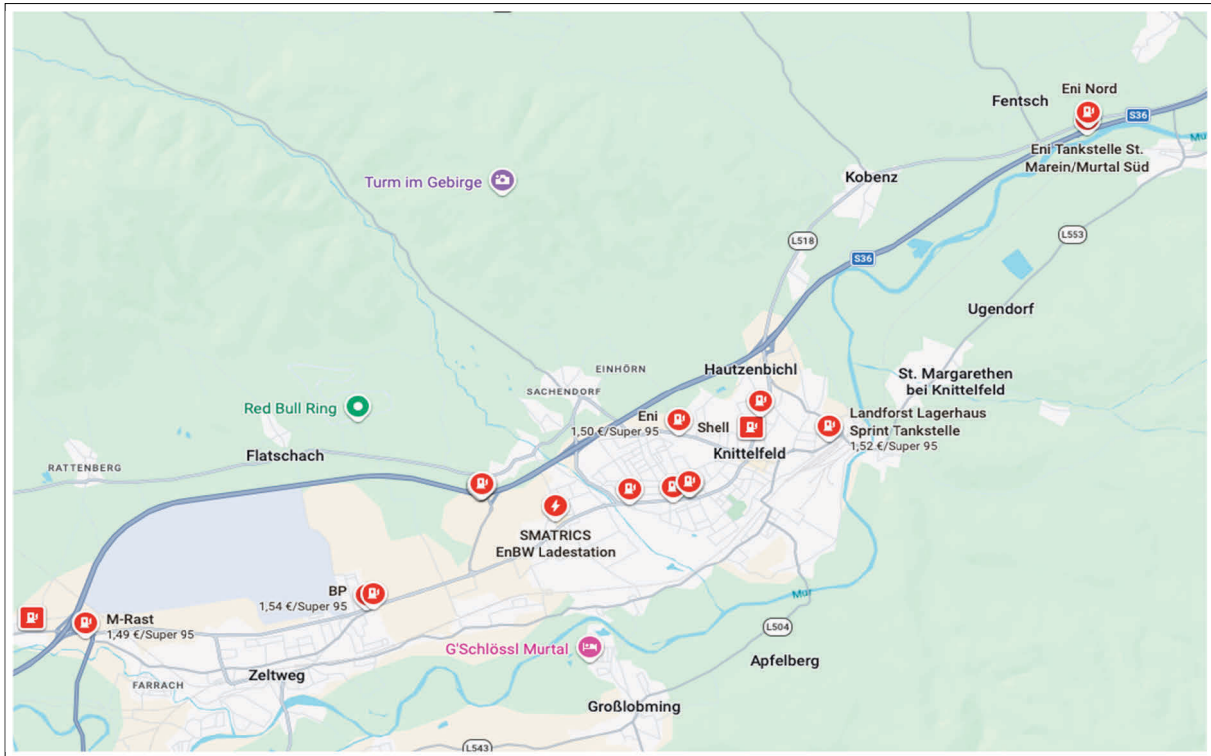 Eni Nord
Fentsch
S36
Eni Tankstelle St.
Marein/Murtal Süd
Turm im Gebirge
Kobenz
L518
L553
S36
Ugendorf
EINHÖRN
Hautzenbichl
St. Margarethen
bei Knittelfeld
SACHENDORF
Red Bull Ring
Eni
1,50 €/Super 95
Shell
Landforst Lagerhaus
Sprint Tankstelle
1,52 €/Super 95
Knittelfeld
Flatschach
RATTENBERG
SMATRICS
EnBW Ladestation
BP
1,54 €/Super 95
Mur
M-Rast
1,49 €/Super 95
L504
G'Schlössl Murtal
Apfelberg
Zeltweg
FARRACH
Großlobming
L543